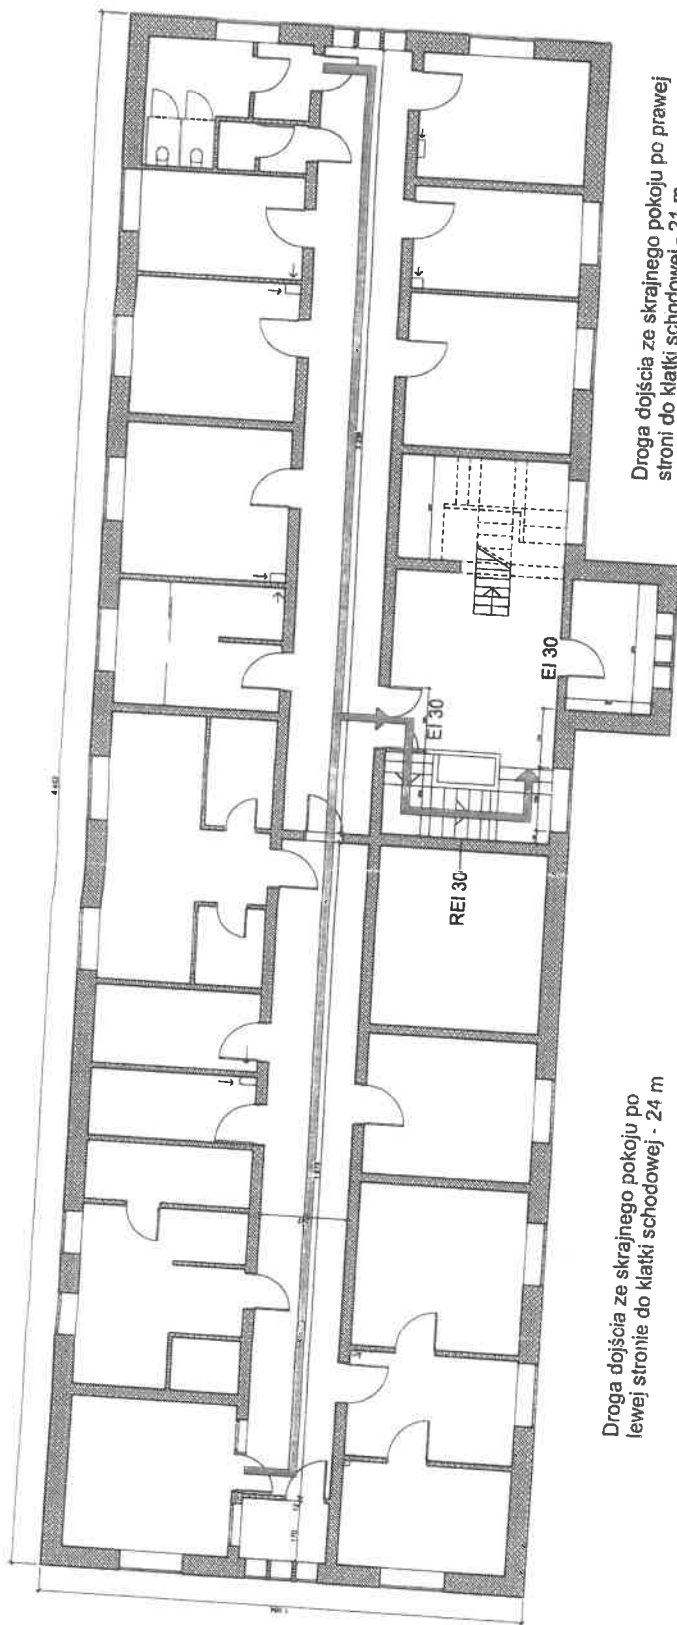 EI 30
EI 30
REI 30
Droga dojścia ze skrajnego pokoju po
lewej stronie do klatki schodowej - 24 m
Droga dojścia ze skrajnego pokoju po prawej
stroni do klatki schodowej - 21 m